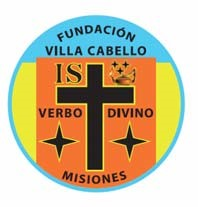 FUNDACIÓN
VILLA CABELLO
IS
VERBO DIVINO
MISIONES